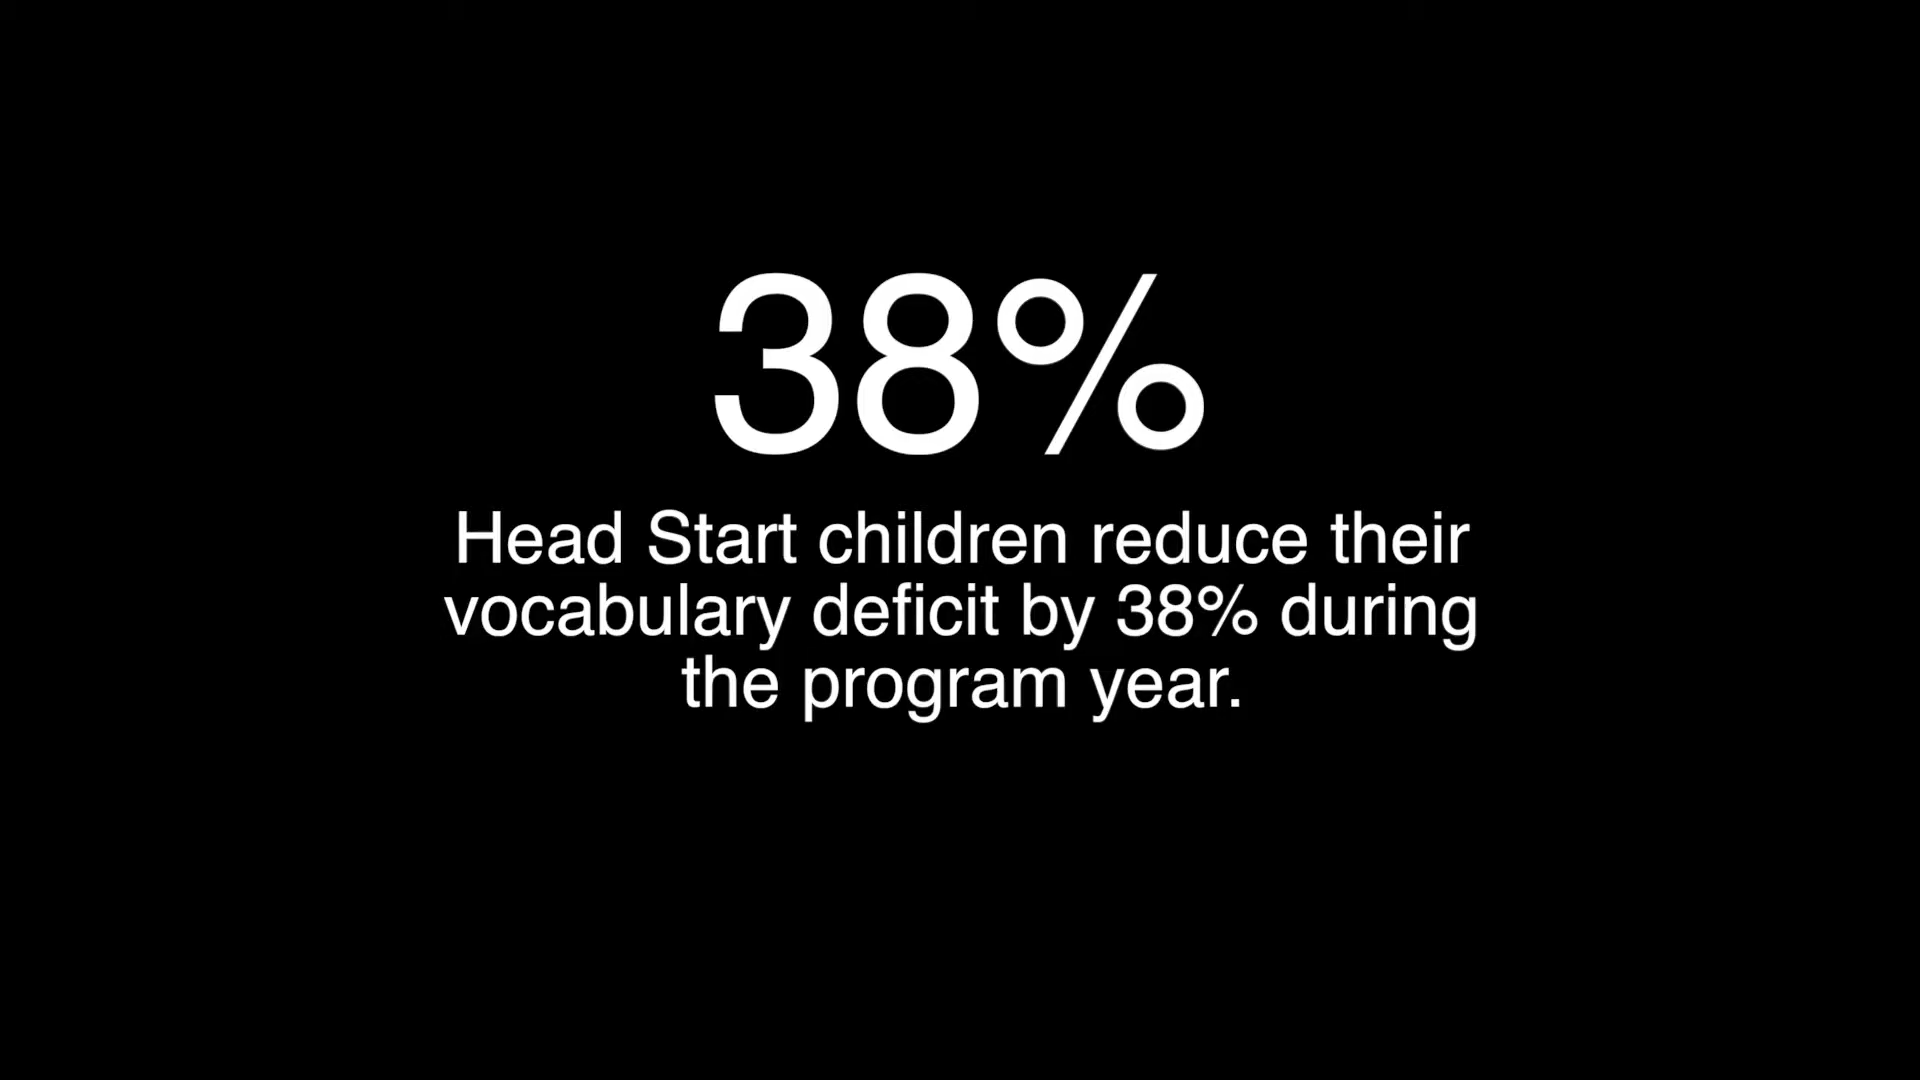 38%
Head Start children reduce their
vocabulary deficit by 38% during
the program year.